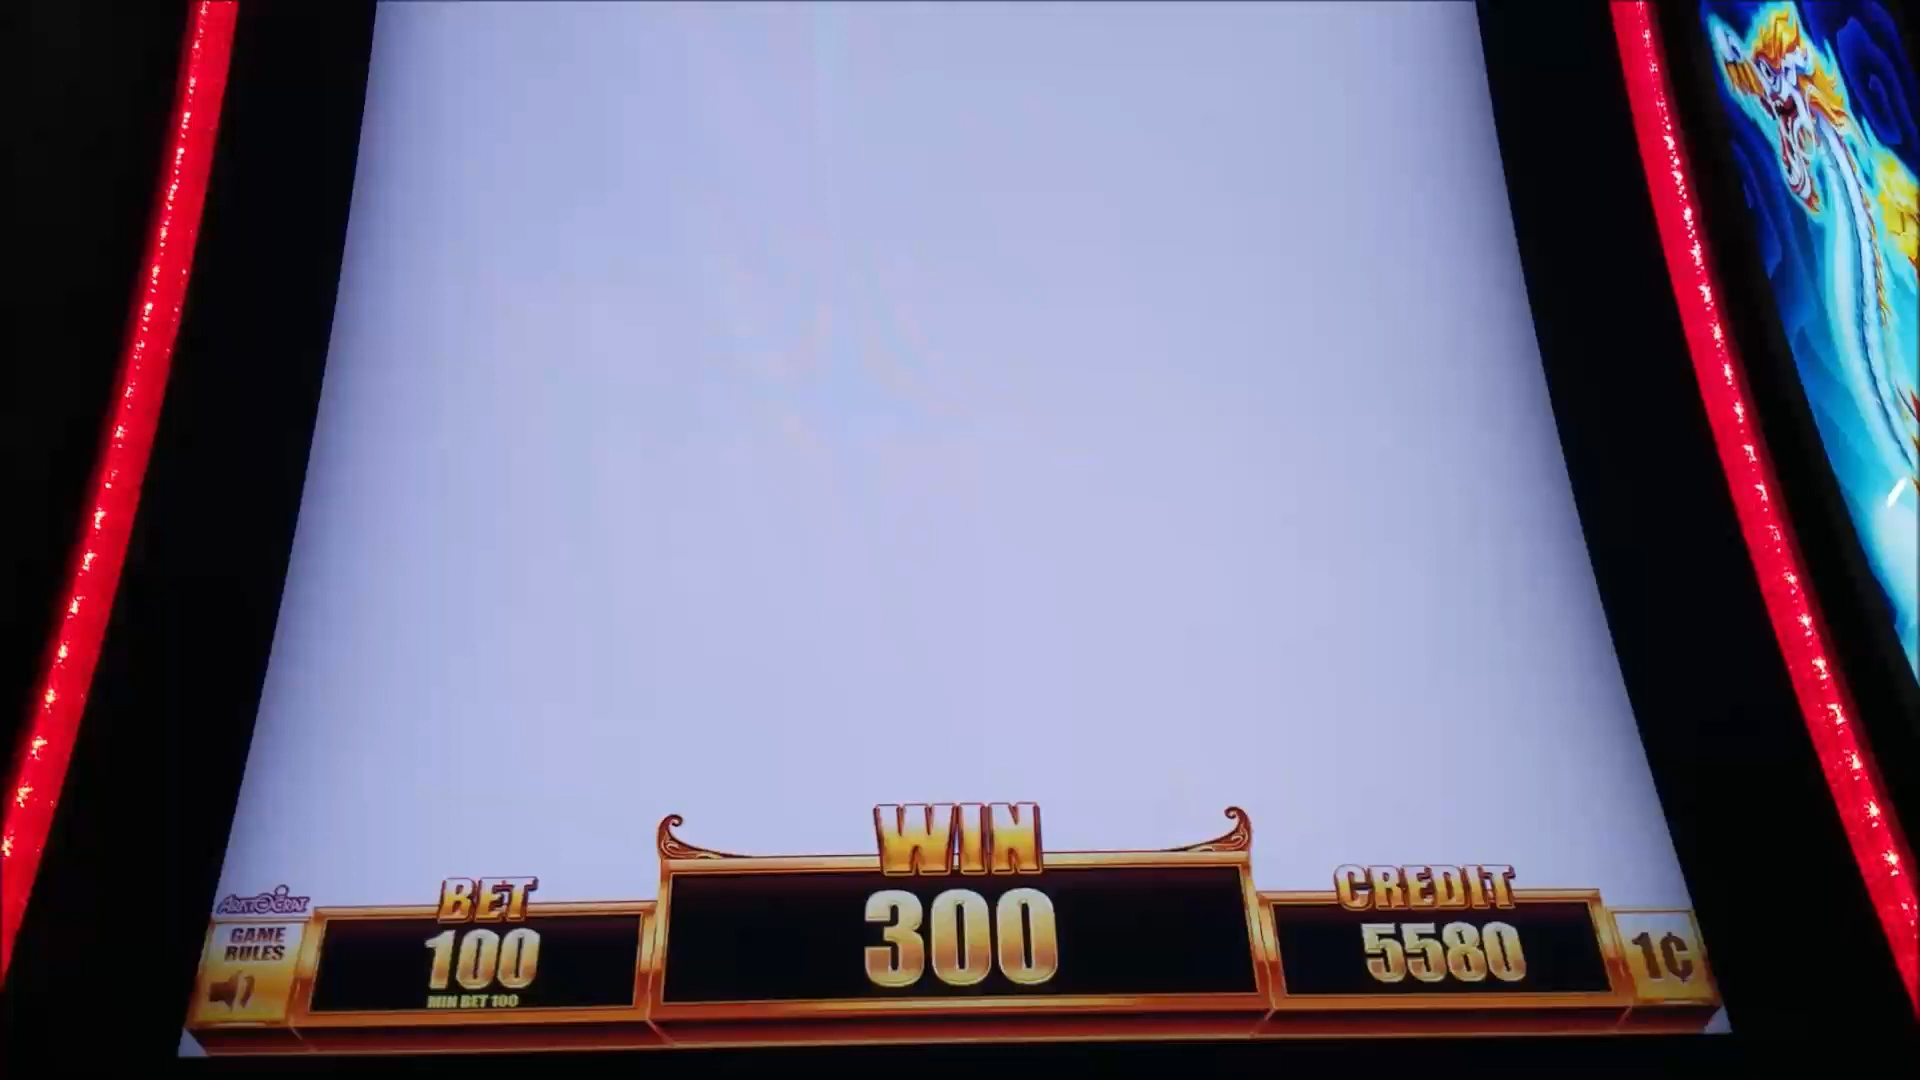 WIN
BET
CREDIT
ARISTOCRAT
GAME
RULES
100
300
5580
1¢
MIN BET 100